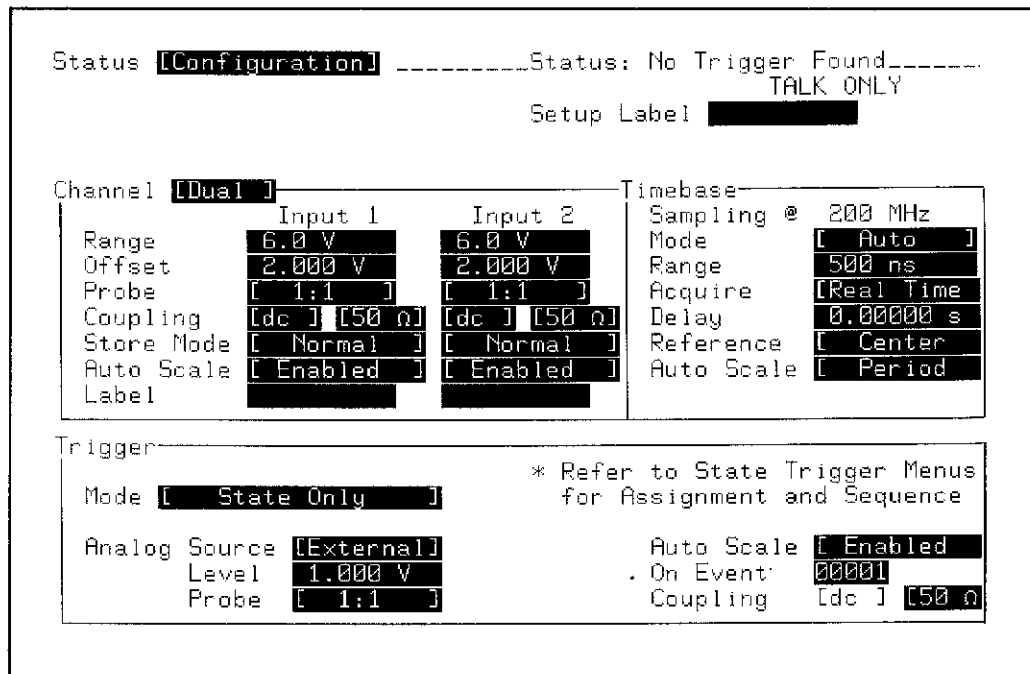 Status [Configuration] _________Status: No Trigger Found______.
TALK ONLY
Setup Label
Channel [Dual ]
Input 1 Input 2
Range 6.0 V 6.0 V
Offset 2.000 V 2.000 V
Probe [ 1:1 ] [ 1:1 ]
Coupling [dc ] [50 Ω] [dc ] [50 Ω]
Store Mode [ Normal ] [ Normal ]
Auto Scale [ Enabled ] [ Enabled ]
Label
Timebase
Sampling @ 200 MHz
Mode [ Auto ]
Range 500 ns
Acquire [Real Time
Delay 0.00000 s
Reference [ Center
Auto Scale [ Period
Trigger
Mode [ State Only ]
* Refer to State Trigger Menus
for Assignment and Sequence
Analog Source [External]
Level 1.000 V
Probe [ 1:1 ]
Auto Scale [ Enabled
. On Event 00001
Coupling [dc ] [50 Ω